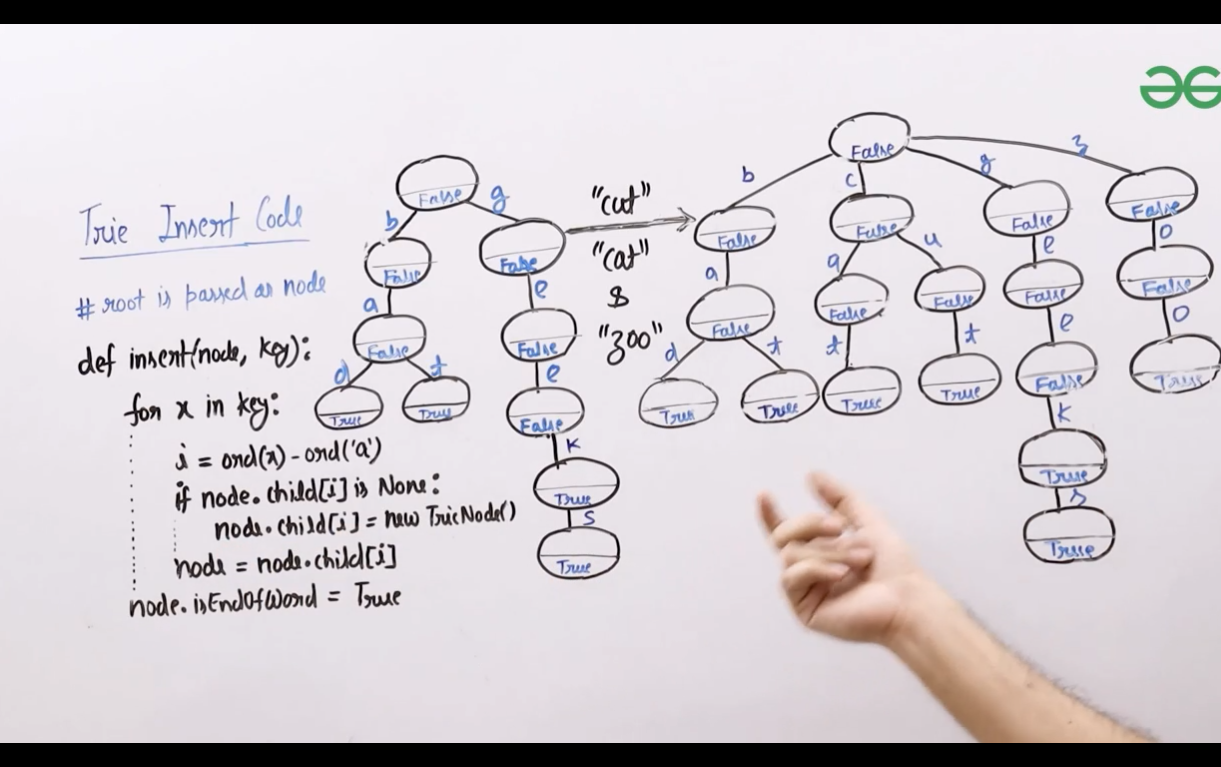 Trie Insert Code
# root is passed as node
def insert(node, key):
for x in key:
i = ord(x) - ord('a')
if node.child[i] is None:
node.child[i] = new TrieNode()
node = node.child[i]
node.isEndOfWord = True
False
b
g
False
False
a
e
False
False
d
t
e
True
True
False
k
True
s
True
"cut"
"cat"
&
"zoo"
False
b
c
g
z
False
False
False
False
a
a
u
e
o
False
False
False
False
False
d
t
t
t
e
o
True
True
True
True
False
True
k
True
s
True